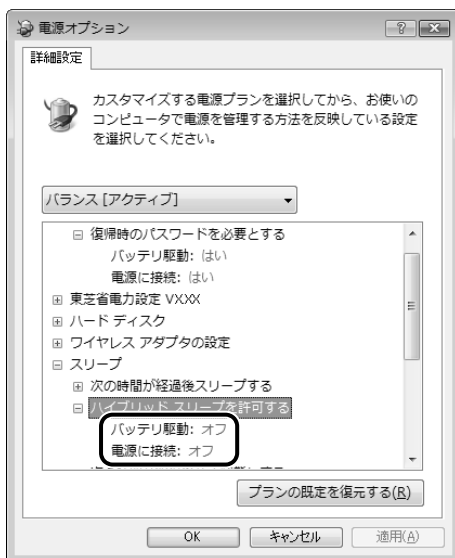 電源オプション
詳細設定
カスタマイズする電源プランを選択してから、お使いの
コンピュータで電源を管理する方法を反映している設定
を選択してください。
バランス [アクティブ]
復帰時のパスワードを必要とする
バッテリ駆動: はい
電源に接続: はい
東芝省電力設定 VX.XX
ハード ディスク
ワイヤレス アダプタの設定
スリープ
次の時間が経過後スリープする
ハイブリッド スリープを許可する
バッテリ駆動: オフ
電源に接続: オフ
プランの既定を復元する(R)
OK
キャンセル
適用(A)